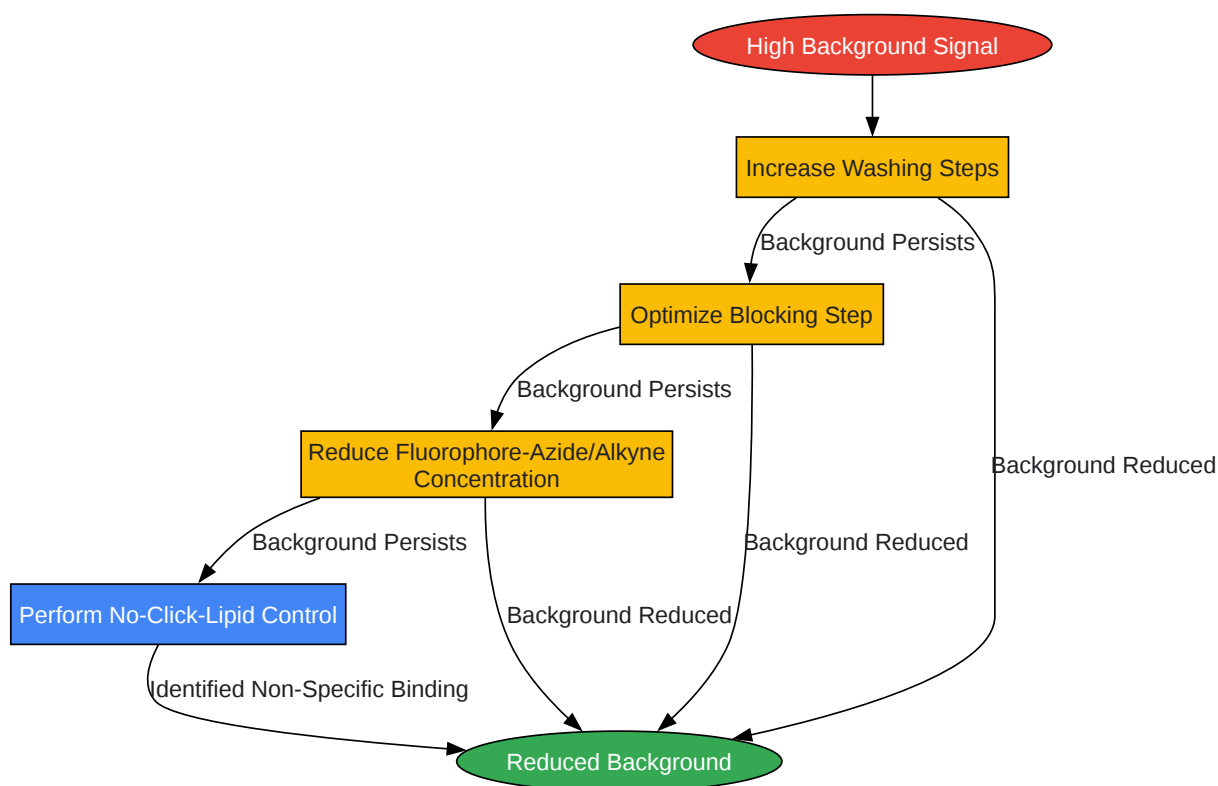 High Background Signal
Increase Washing Steps
Background Persists
Optimize Blocking Step
Background Persists
Reduce Fluorophore-Azide/Alkyne
Concentration
Background Reduced
Background Persists
Background Reduced
Perform No-Click-Lipid Control
Background Reduced
Identified Non-Specific Binding
Reduced Background